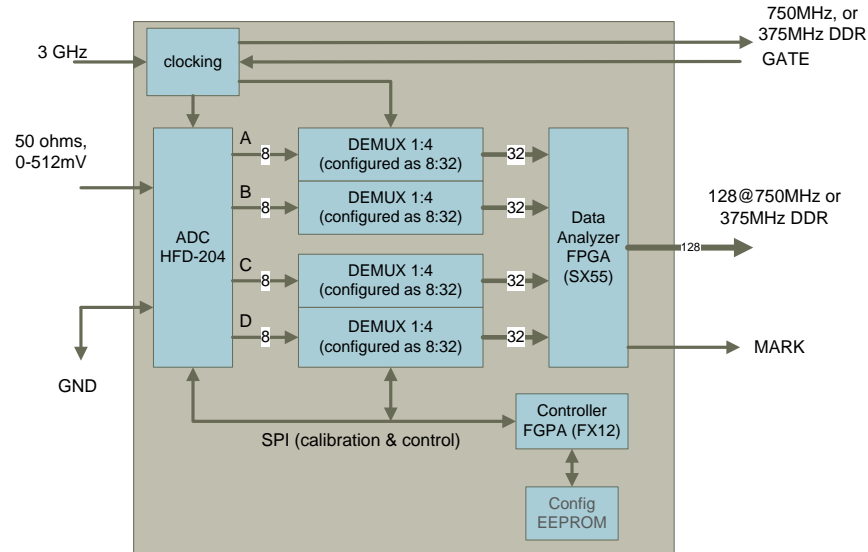 750MHz, or
375MHz DDR
3 GHz
clocking
GATE
50 ohms,
0-512mV
A
8
DEMUX 1:4
(configured as 8:32)
32
B
8
DEMUX 1:4
(configured as 8:32)
32
ADC
HFD-204
Data
Analyzer
FPGA
(SX55)
128@750MHz or
375MHz DDR
128
C
8
DEMUX 1:4
(configured as 8:32)
32
D
8
DEMUX 1:4
(configured as 8:32)
32
MARK
GND
SPI (calibration & control)
Controller
FGPA (FX12)
Config
EEPROM